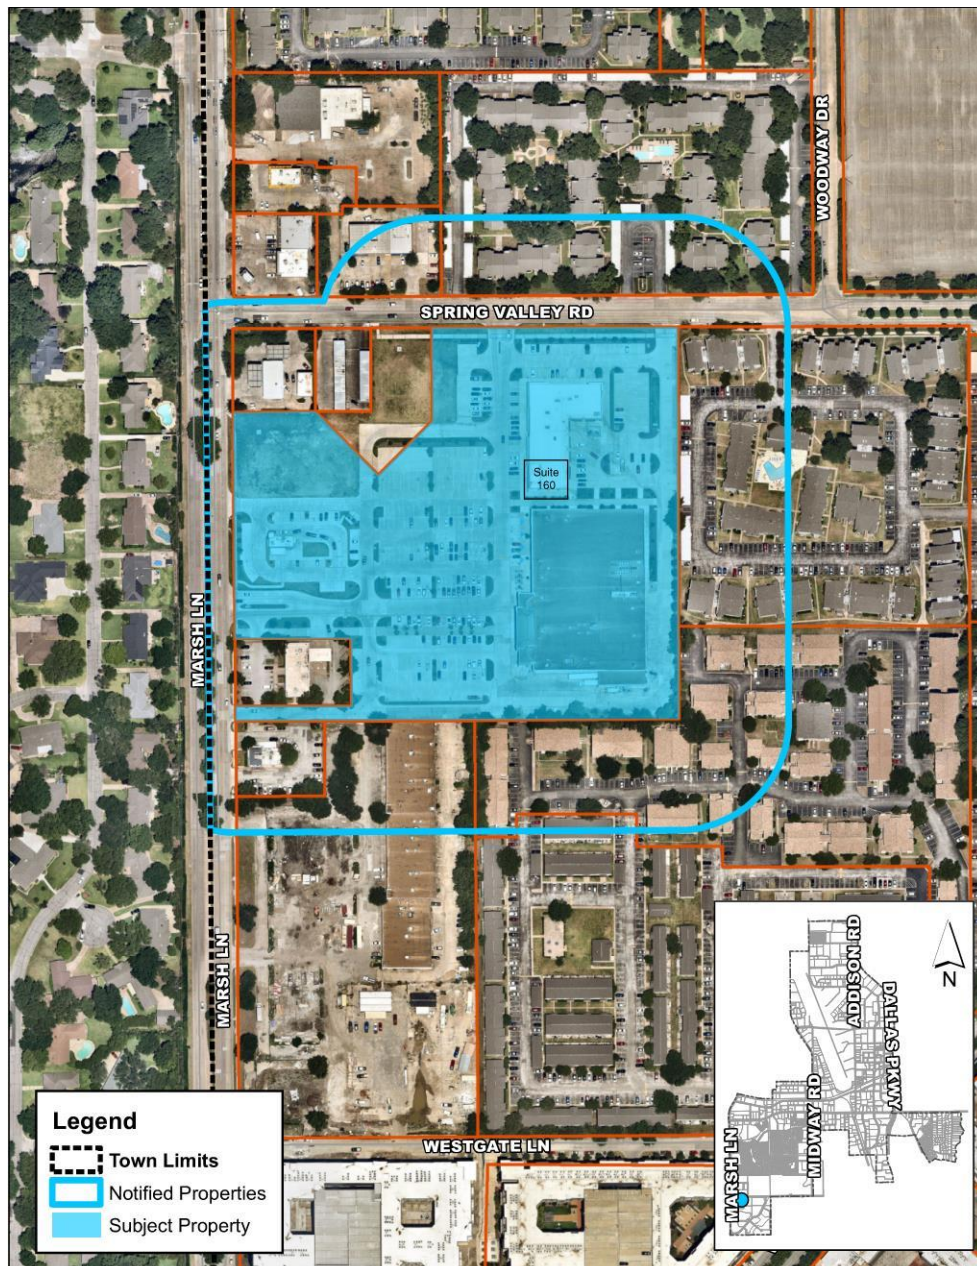 WOODWAY DR
SPRING VALLEY RD
Suite
160
MARSH LN
MARSH LN
WESTGATE LN
Legend
Town Limits
Notified Properties
Subject Property
ADDISON RD
DALLAS PKWY
MIDWAY RD
MARSH LN
N